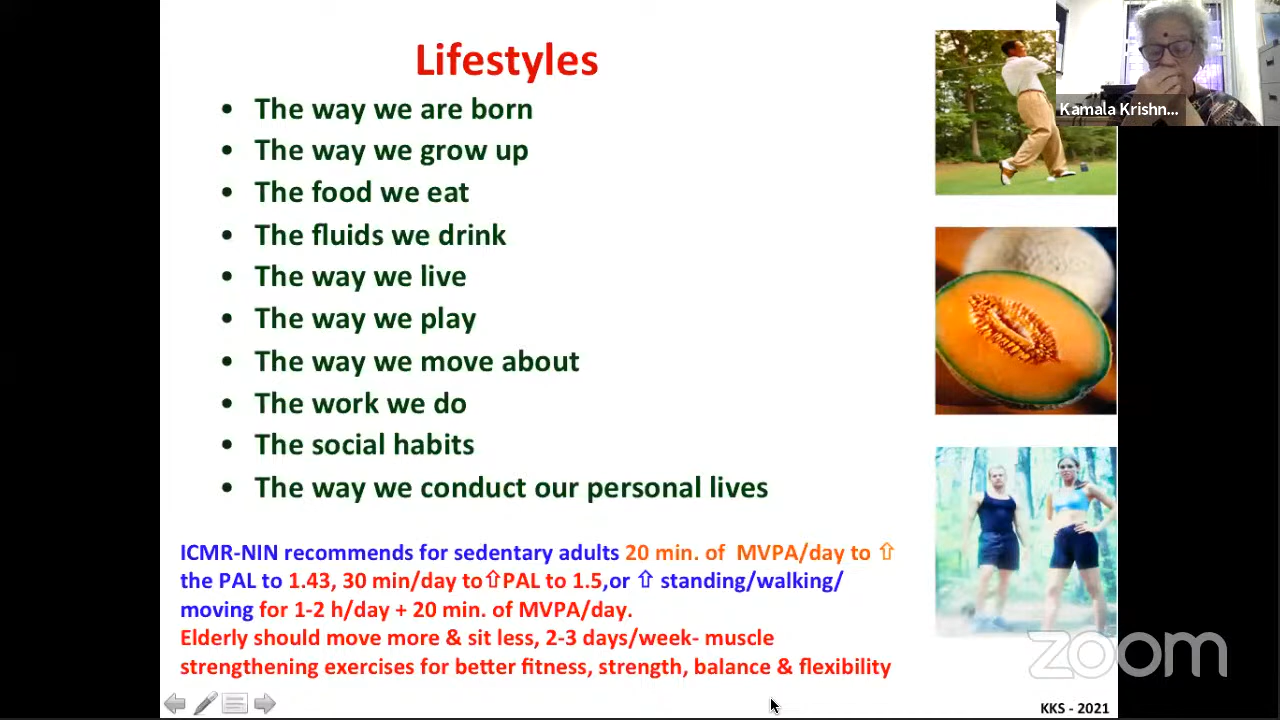 Lifestyles
• The way we are born
• The way we grow up
• The food we eat
• The fluids we drink
• The way we live
• The way we play
• The way we move about
• The work we do
• The social habits
• The way we conduct our personal lives
ICMR-NIN recommends for sedentary adults 20 min. of MVPA/day to ⇧
the PAL to 1.43, 30 min/day to⇧PAL to 1.5,or ⇧ standing/walking/
moving for 1-2 h/day + 20 min. of MVPA/day.
Elderly should move more & sit less, 2-3 days/week- muscle
strengthening exercises for better fitness, strength, balance & flexibility
Kamala Krishn...
zoom
KKS - 2021